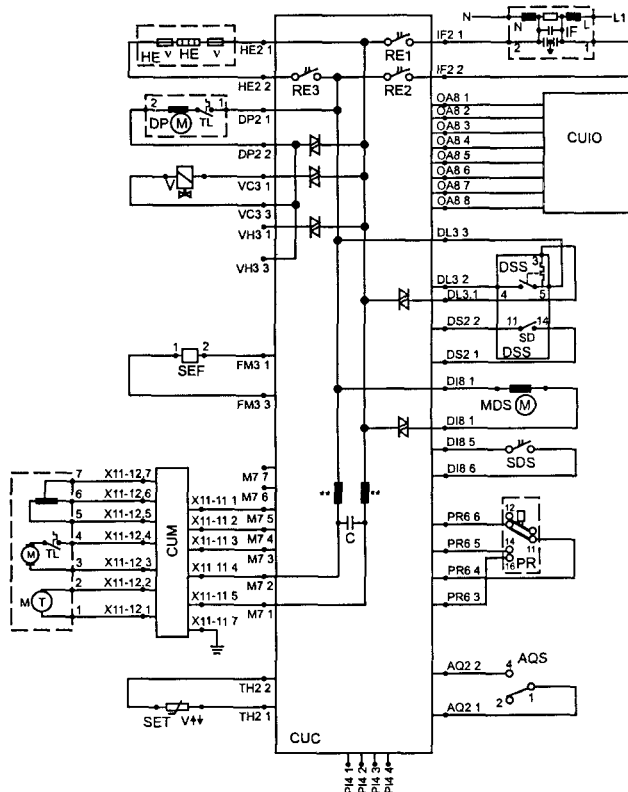 N
L1
N
L
IF
2
1
HE
v
HE
v
HE2 1
IF2 1
RE1
HE2 2
RE3
RE2
IF2 2
2
1
DP M
TL
DP2 1
DP2 2
OA8 1
OA8 2
OA8 3
OA8 4
OA8 5
OA8 6
OA8 7
OA8 8
CUIO
V
VC3 1
VC3 3
VH3 1
VH3 3
DL3 3
DSS
3
DL3 2
DL3.1
4
5
DS2 2
11
14
SD
DSS
DS2 1
1
2
SEF
FM3 1
FM3 3
DI8 1
MDS M
DI8 1
DI8 5
SDS
DI8 6
7
X11-12.7
6
X11-12.6
5
X11-12.5
4
X11-12.4
TL
M
3
X11-12.3
2
X11-12.2
M T
1
X11-12.1
CUM
X11-11 1
X11-11 2
X11-11 3
X11 11 4
X11-11 5
X11-11 7
M7 7
M7 6
M7 5
M7 4
M7 3
M7 2
M7 1
**
**
C
PR6 6
PR6 5
PR6 4
PR6 3
12
11
14
16
PR
TH2 2
TH2 1
SET
V
AQ2 2
4
AQS
2
1
AQ2 1
CUC
PI4 1
PI4 2
PI4 3
PI4 4